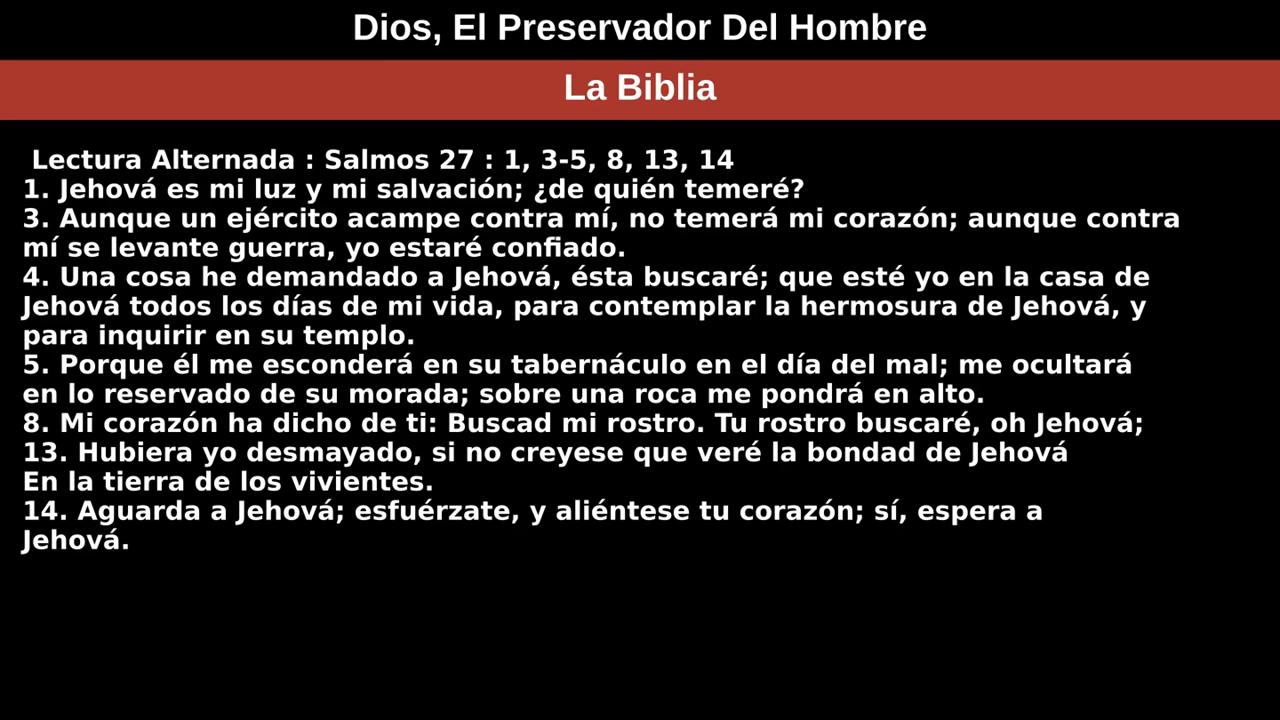 Dios, El Preservador Del Hombre
La Biblia
Lectura Alternada : Salmos 27 : 1, 3-5, 8, 13, 14
1. Jehová es mi luz y mi salvación; ¿de quién temeré?
3. Aunque un ejército acampe contra mí, no temerá mi corazón; aunque contra
mí se levante guerra, yo estaré confiado.
4. Una cosa he demandado a Jehová, ésta buscaré; que esté yo en la casa de
Jehová todos los días de mi vida, para contemplar la hermosura de Jehová, y
para inquirir en su templo.
5. Porque él me esconderá en su tabernáculo en el día del mal; me ocultará
en lo reservado de su morada; sobre una roca me pondrá en alto.
8. Mi corazón ha dicho de ti: Buscad mi rostro. Tu rostro buscaré, oh Jehová;
13. Hubiera yo desmayado, si no creyese que veré la bondad de Jehová
En la tierra de los vivientes.
14. Aguarda a Jehová; esfuérzate, y aliéntese tu corazón; sí, espera a
Jehová.